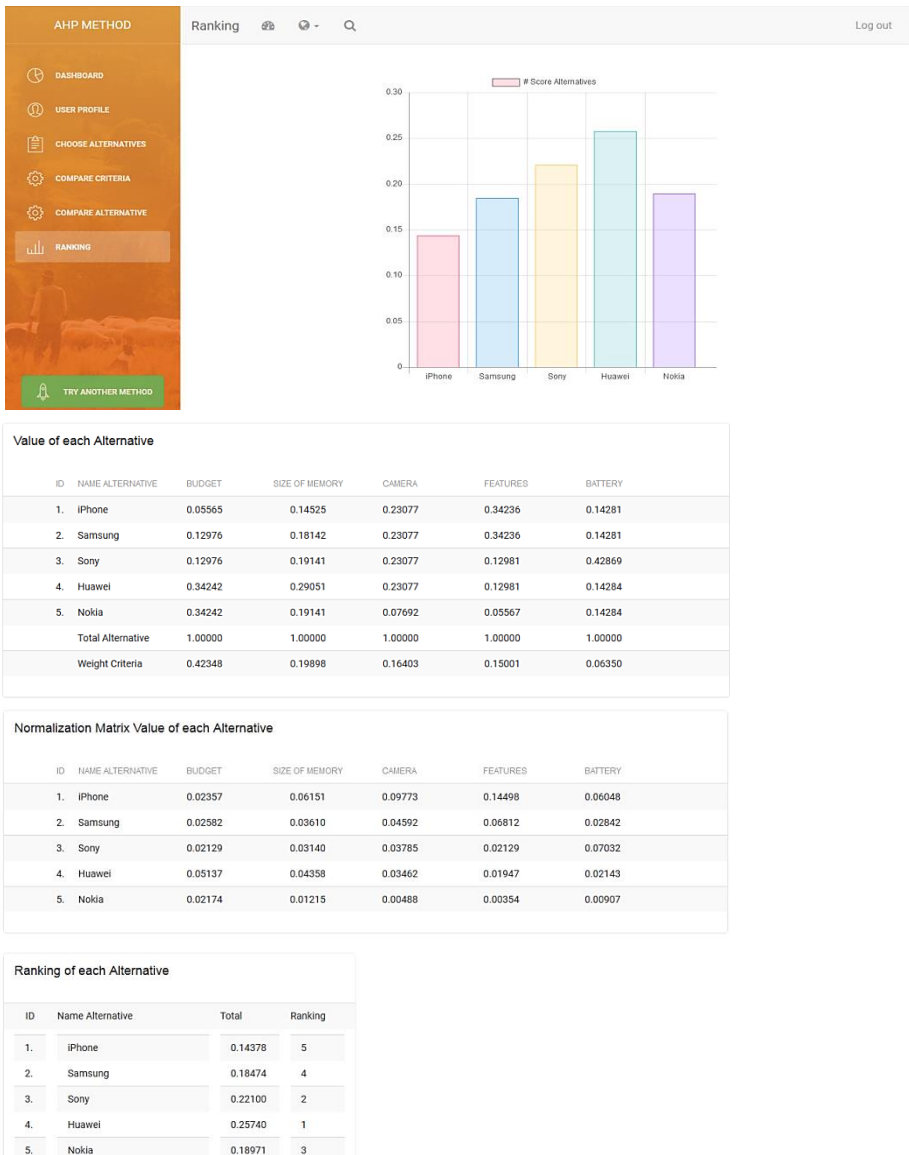 AHP METHOD
Ranking
Log out
DASHBOARD
USER PROFILE
CHOOSE ALTERNATIVES
COMPARE CRITERIA
COMPARE ALTERNATIVE
RANKING
TRY ANOTHER METHOD
# Score Alternatives
0.30
0.25
0.20
0.15
0.10
0.05
0
iPhone Samsung Sony Huawei Nokia
Value of each Alternative
ID NAME ALTERNATIVE BUDGET SIZE OF MEMORY CAMERA FEATURES BATTERY
1. iPhone 0.05565 0.14525 0.23077 0.34236 0.14281
2. Samsung 0.12976 0.18142 0.23077 0.34236 0.14281
3. Sony 0.12976 0.19141 0.23077 0.12981 0.42869
4. Huawei 0.34242 0.29051 0.23077 0.12981 0.14284
5. Nokia 0.34242 0.19141 0.07692 0.05567 0.14284
Total Alternative 1.00000 1.00000 1.00000 1.00000 1.00000
Weight Criteria 0.42348 0.19898 0.16403 0.15001 0.06350
Normalization Matrix Value of each Alternative
ID NAME ALTERNATIVE BUDGET SIZE OF MEMORY CAMERA FEATURES BATTERY
1. iPhone 0.02357 0.06151 0.09773 0.14498 0.06048
2. Samsung 0.02582 0.03610 0.04592 0.06812 0.02842
3. Sony 0.02129 0.03140 0.03785 0.02129 0.07032
4. Huawei 0.05137 0.04358 0.03462 0.01947 0.02143
5. Nokia 0.02174 0.01215 0.00488 0.00354 0.00907
Ranking of each Alternative
ID Name Alternative Total Ranking
1. iPhone 0.14378 5
2. Samsung 0.18474 4
3. Sony 0.22100 2
4. Huawei 0.25740 1
5. Nokia 0.18971 3